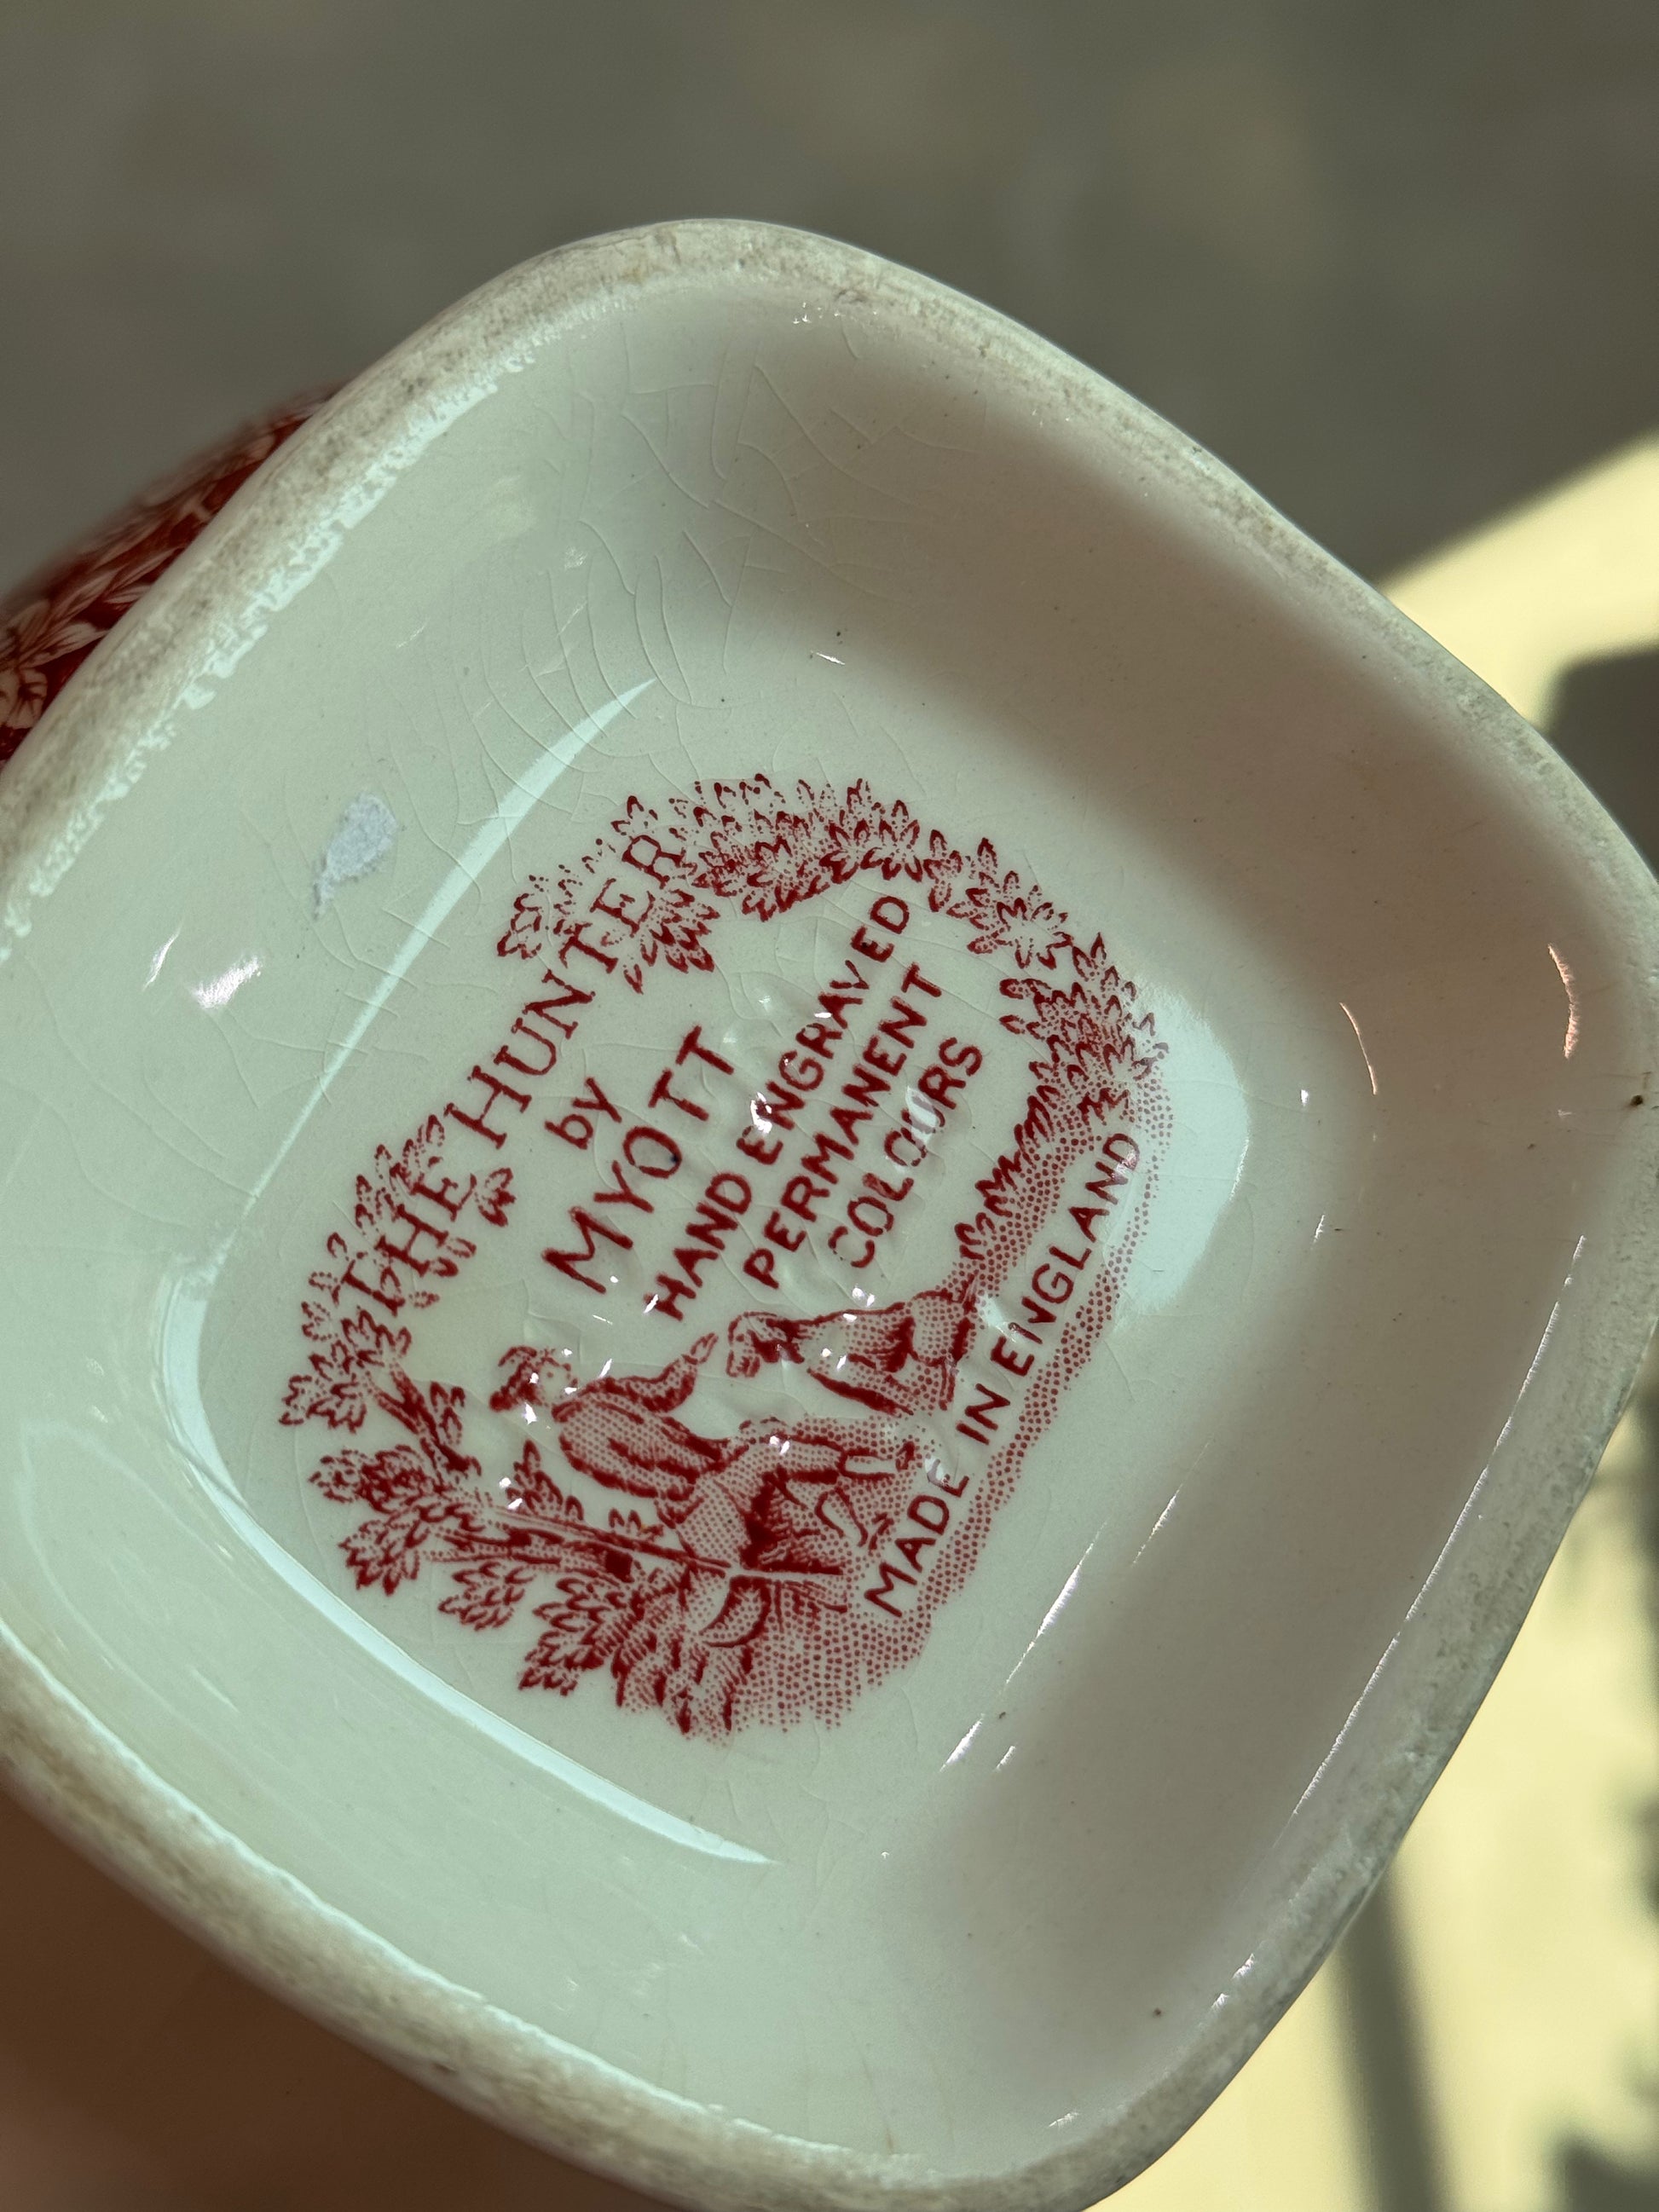 THE HUNTER
by
MYOTT
HAND ENGRAVED
PERMANENT
COLOURS
MADE IN ENGLAND